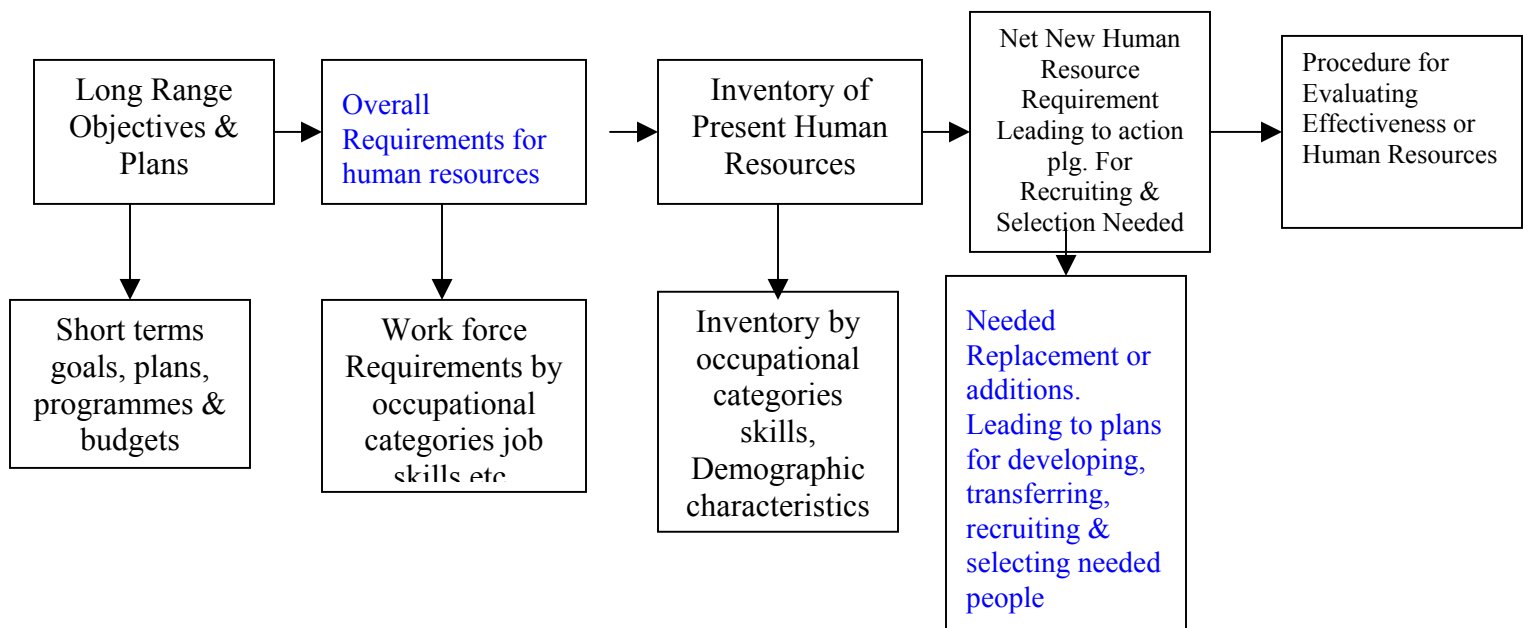 Long Range
Objectives &
Plans
Overall
Requirements for
human resources
Inventory of
Present Human
Resources
Net New Human
Resource
Requirement
Leading to action
plg. For
Recruiting &
Selection Needed
Procedure for
Evaluating
Effectiveness or
Human Resources
Short terms
goals, plans,
programmes &
budgets
Work force
Requirements by
occupational
categories job
skills etc
Inventory by
occupational
categories
skills,
Demographic
characteristics
Needed
Replacement or
additions.
Leading to plans
for developing,
transferring,
recruiting &
selecting needed
people